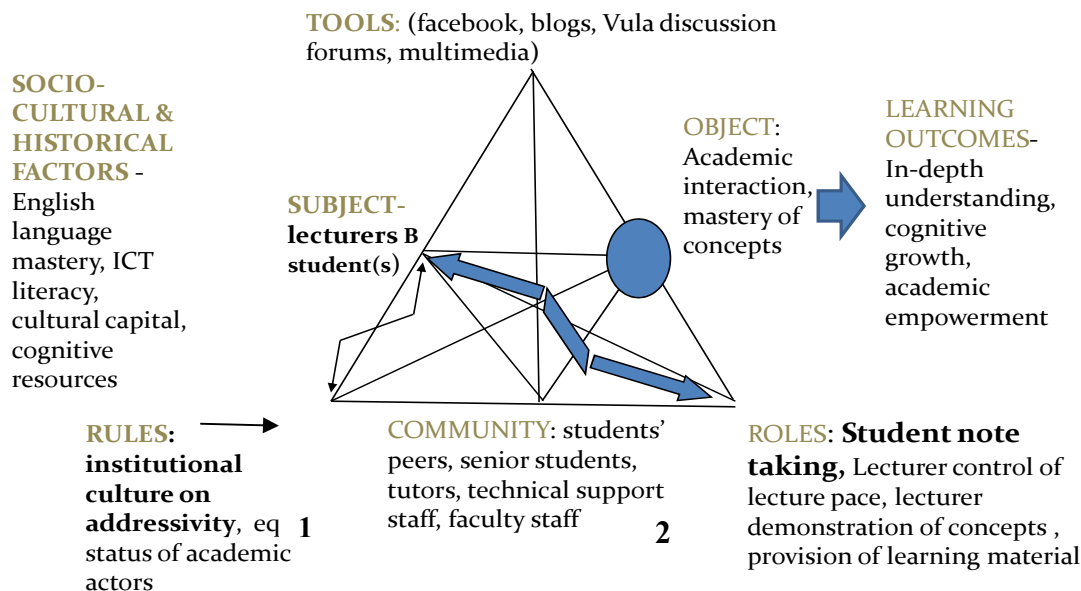 TOOLS: (facebook, blogs, Vula discussion
forums, multimedia)
SOCIO-
CULTURAL &
HISTORICAL
FACTORS -
English
language
mastery, ICT
literacy,
cultural capital,
cognitive
resources
SUBJECT-
lecturers B
student(s)
OBJECT:
Academic
interaction,
mastery of
concepts
LEARNING
OUTCOMES-
In-depth
understanding,
cognitive
growth,
academic
empowerment
RULES:
institutional
culture on
addressivity, eq
status of academic
actors
1
COMMUNITY: students’
peers, senior students,
tutors, technical support
staff, faculty staff
2
ROLES: Student note
taking, Lecturer control of
lecture pace, lecturer
demonstration of concepts ,
provision of learning material